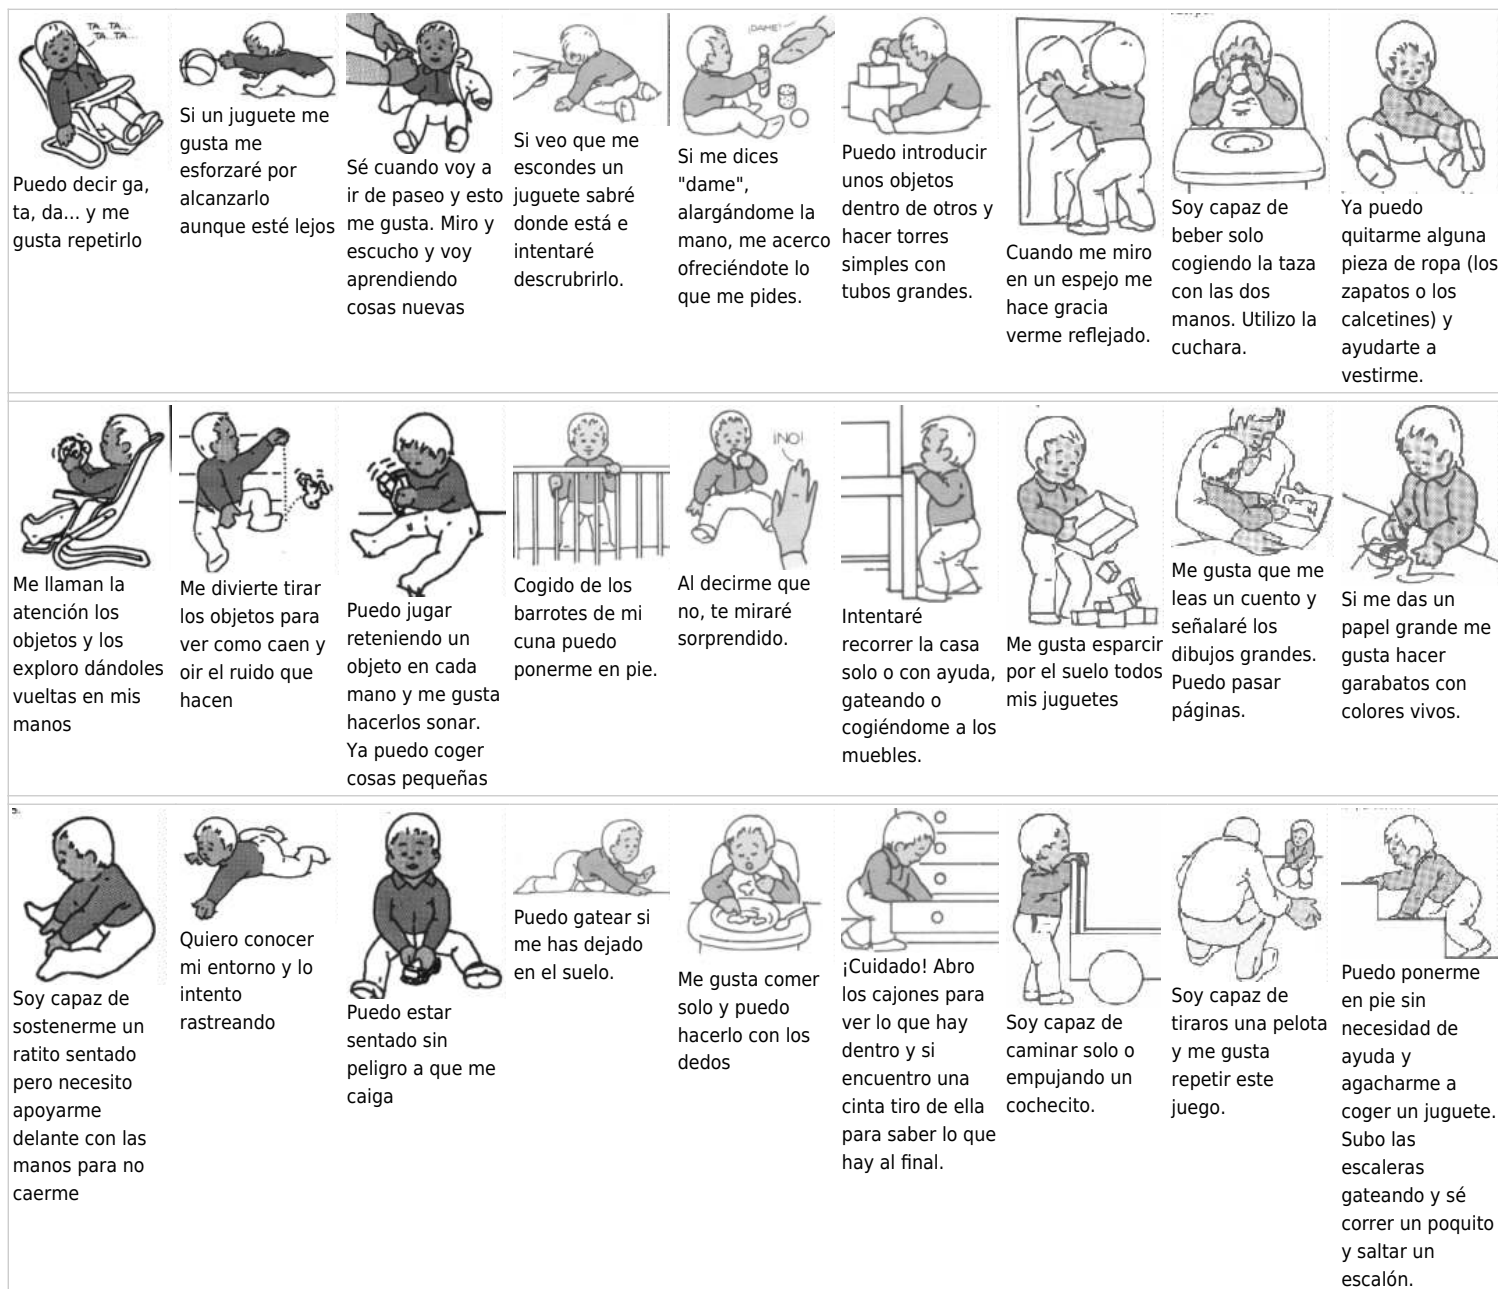 TA.. TA...
TA..TA...
Puedo decir ga,
ta, da... y me
gusta repetirlo
Si un juguete me
gusta me
esforzaré por
alcanzarlo
aunque esté lejos
Sé cuando voy a
ir de paseo y esto
me gusta. Miro y
escucho y voy
aprendiendo
cosas nuevas
Si veo que me
escondes un
juguete sabré
donde está e
intentaré
descrubrirlo.
¡DAME!
Si me dices
"dame",
alargándome la
mano, me acerco
ofreciéndote lo
que me pides.
Puedo introducir
unos objetos
dentro de otros y
hacer torres
simples con
tubos grandes.
Cuando me miro
en un espejo me
hace gracia
verme reflejado.
Soy capaz de
beber solo
cogiendo la taza
con las dos
manos. Utilizo la
cuchara.
Ya puedo
quitarme alguna
pieza de ropa (los
zapatos o los
calcetines) y
ayudarte a
vestirme.
Me llaman la
atención los
objetos y los
exploro dándoles
vueltas en mis
manos
Me divierte tirar
los objetos para
ver como caen y
oir el ruido que
hacen
Puedo jugar
reteniendo un
objeto en cada
mano y me gusta
hacerlos sonar.
Ya puedo coger
cosas pequeñas
Cogido de los
barrotes de mi
cuna puedo
ponerme en pie.
¡NO!
Al decirme que
no, te miraré
sorprendido.
Intentaré
recorrer la casa
solo o con ayuda,
gateando o
cogiéndome a los
muebles.
Me gusta esparcir
por el suelo todos
mis juguetes
Me gusta que me
leas un cuento y
señalaré los
dibujos grandes.
Puedo pasar
páginas.
Si me das un
papel grande me
gusta hacer
garabatos con
colores vivos.
Soy capaz de
sostenerme un
ratito sentado
pero necesito
apoyarme
delante con las
manos para no
caerme
Quiero conocer
mi entorno y lo
intento
rastreando
Puedo estar
sentado sin
peligro a que me
caiga
Puedo gatear si
me has dejado
en el suelo.
Me gusta comer
solo y puedo
hacerlo con los
dedos
¡Cuidado! Abro
los cajones para
ver lo que hay
dentro y si
encuentro una
cinta tiro de ella
para saber lo que
hay al final.
Soy capaz de
caminar solo o
empujando un
cochecito.
Soy capaz de
tiraros una pelota
y me gusta
repetir este
juego.
Puedo ponerme
en pie sin
necesidad de
ayuda y
agacharme a
coger un juguete.
Subo las
escaleras
gateando y sé
correr un poquito
y saltar un
escalón.